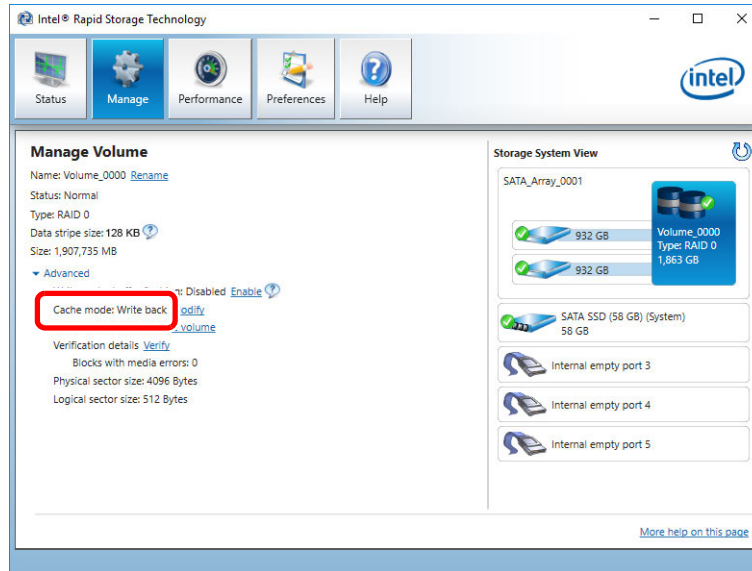 Intel® Rapid Storage Technology
Status
Manage
Performance
Preferences
Help
intel
Manage Volume
Name: Volume_0000 Rename
Status: Normal
Type: RAID 0
Data stripe size: 128 KB
Size: 1,907,735 MB
Advanced
Disabled Enable
Cache mode: Write back
volume
Verification details Verify
Blocks with media errors: 0
Physical sector size: 4096 Bytes
Logical sector size: 512 Bytes
Storage System View
SATA_Array_0001
932 GB
932 GB
Volume_0000
Type: RAID 0
1,863 GB
SATA SSD (58 GB) (System)
58 GB
Internal empty port 3
Internal empty port 4
Internal empty port 5
More help on this page